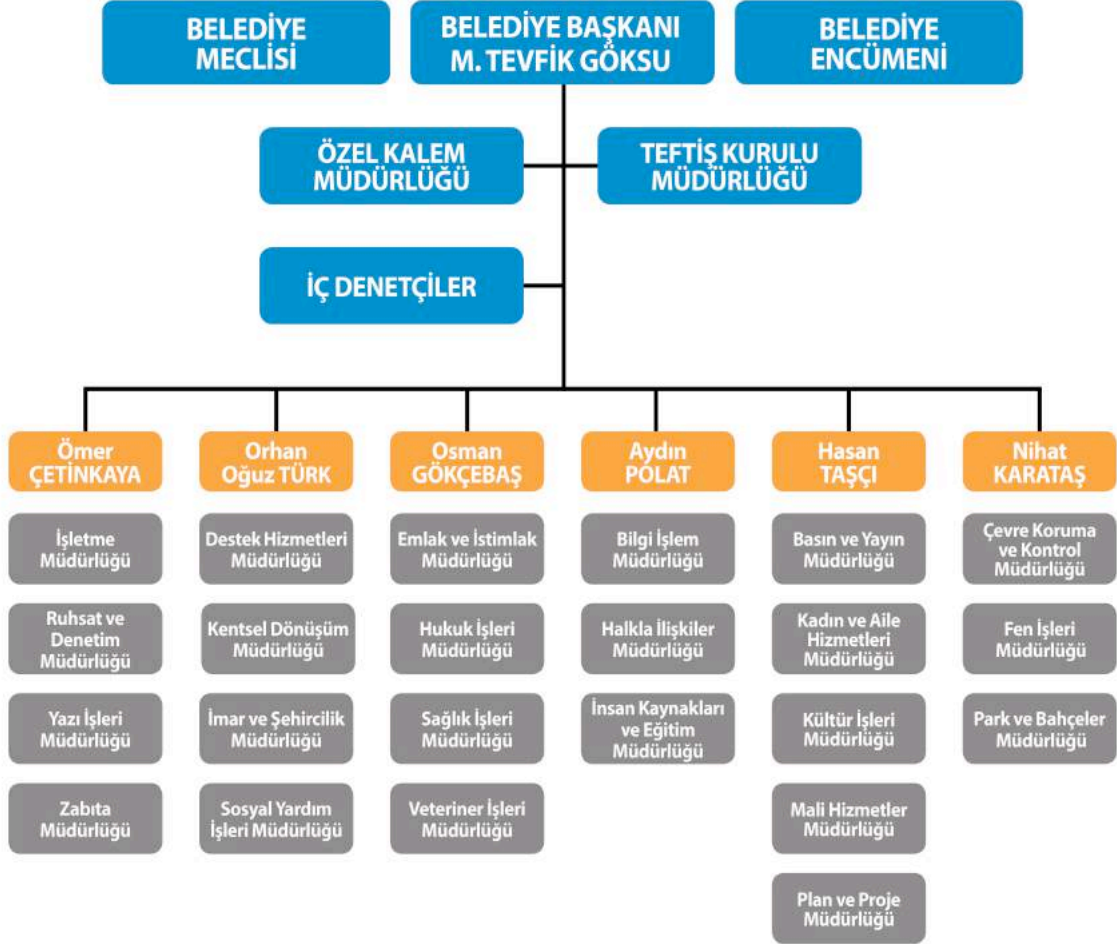 BELEDİYE
MECLİSİ
BELEDİYE BAŞKANI
M. TEVFİK GÖKSU
BELEDİYE
ENCÜMENİ
ÖZEL KALEM
MÜDÜRLÜĞÜ
TEFTİŞ KURULU
MÜDÜRLÜĞÜ
İÇ DENETÇİLER
Ömer
ÇETİNKAYA
Orhan
Oğuz TÜRK
Osman
GÖKÇEBAŞ
Aydın
POLAT
Hasan
TAŞÇI
Nihat
KARATAŞ
İşletme
Müdürlüğü
Destek Hizmetleri
Müdürlüğü
Emlak ve İstimlak
Müdürlüğü
Bilgi İşlem
Müdürlüğü
Basın ve Yayın
Müdürlüğü
Çevre Koruma
ve Kontrol
Müdürlüğü
Ruhsat ve
Denetim
Müdürlüğü
Kentsel Dönüşüm
Müdürlüğü
Hukuk İşleri
Müdürlüğü
Halkla İlişkiler
Müdürlüğü
Kadın ve Aile
Hizmetleri
Müdürlüğü
Fen İşleri
Müdürlüğü
Yazı İşleri
Müdürlüğü
İmar ve Şehircilik
Müdürlüğü
Sağlık İşleri
Müdürlüğü
İnsan Kaynakları
ve Eğitim
Müdürlüğü
Kültür İşleri
Müdürlüğü
Park ve Bahçeler
Müdürlüğü
Zabıta
Müdürlüğü
Sosyal Yardım
İşleri Müdürlüğü
Veteriner İşleri
Müdürlüğü
Mali Hizmetler
Müdürlüğü
Plan ve Proje
Müdürlüğü